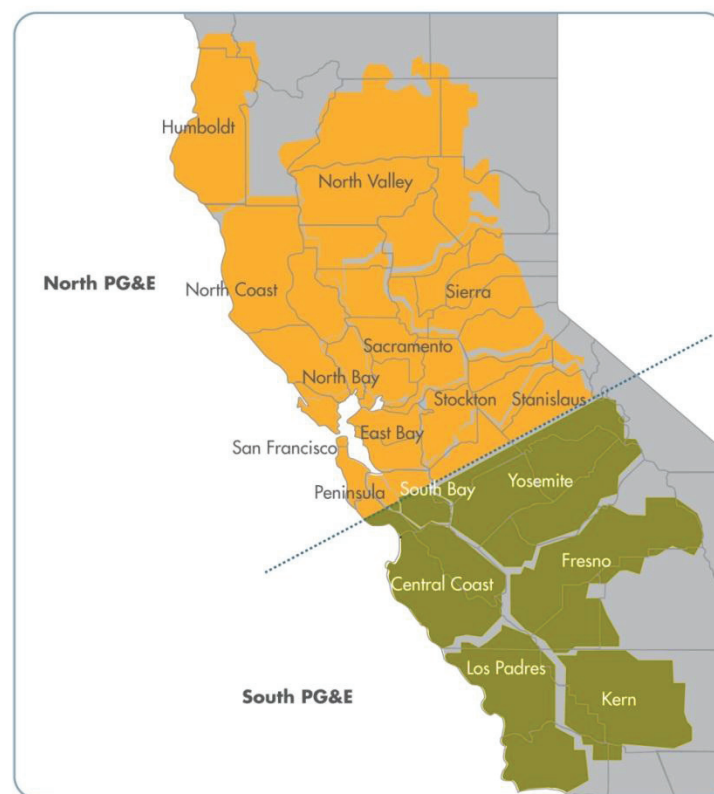 Humboldt
North Valley
North PG&E
North Coast
Sierra
Sacramento
North Bay
Stockton
Stanislaus
East Bay
San Francisco
Peninsula
South Bay
Yosemite
Fresno
Central Coast
Los Padres
South PG&E
Kern